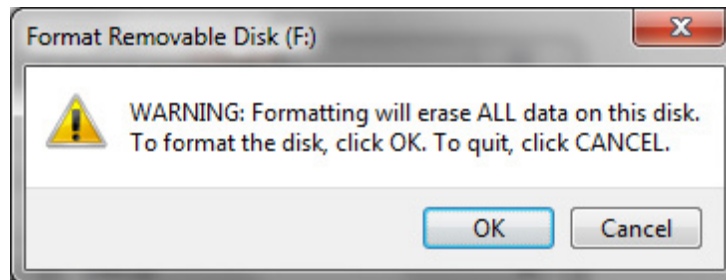 Format Removable Disk (F:)
WARNING: Formatting will erase ALL data on this disk.
To format the disk, click OK. To quit, click CANCEL.
OK
Cancel